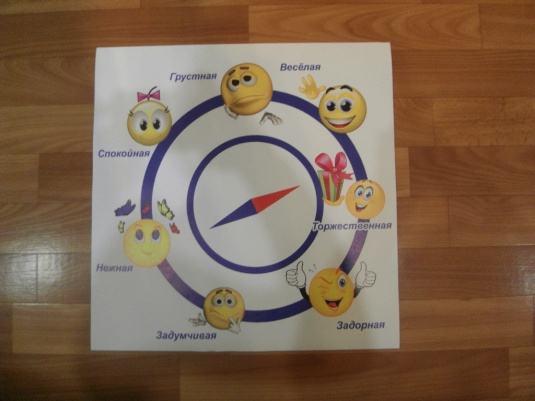 Грустная
Весёлая
Спокойная
Торжественная
Нежная
Задорная
Задумчивая